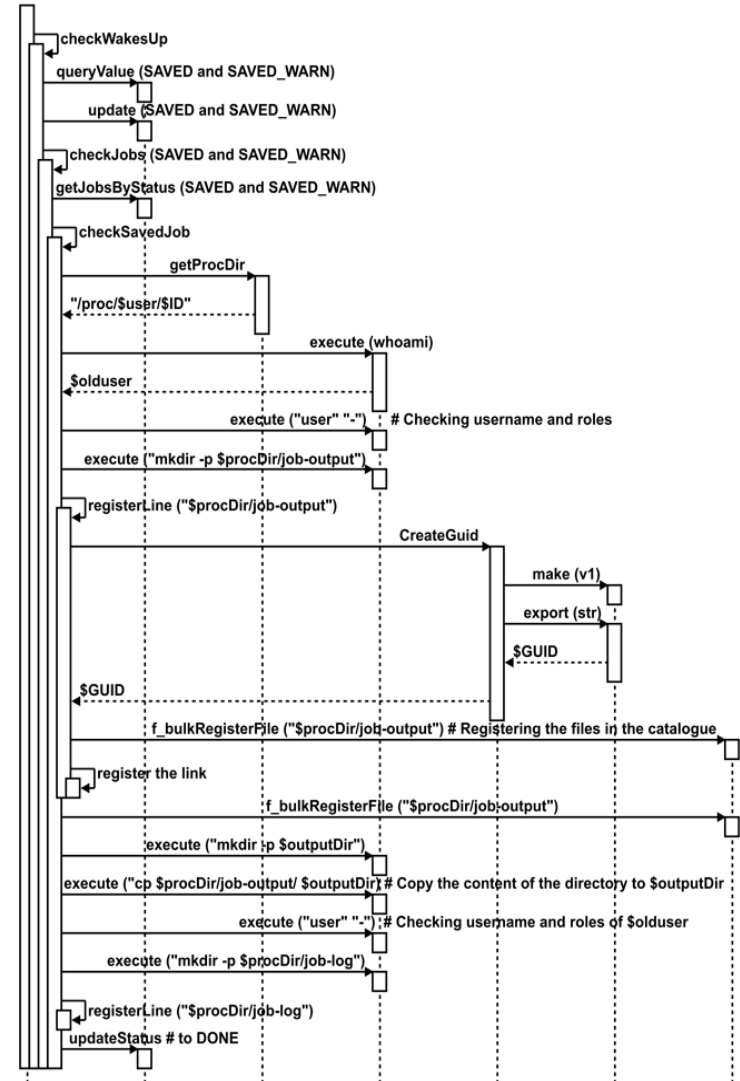 checkWakesUp
queryValue (SAVED and SAVED_WARN)
update (SAVED and SAVED_WARN)
checkJobs (SAVED and SAVED_WARN)
getJobsByStatus (SAVED and SAVED_WARN)
checkSavedJob
getProcDir
"/proc/$user/$ID"
execute (whoami)
$olduser
execute ("user" "-") # Checking username and roles
execute ("mkdir -p $procDir/job-output")
registerLine ("$procDir/job-output")
CreateGuid
make (v1)
export (str)
$GUID
$GUID
f_bulkRegisterFile ("$procDir/job-output") # Registering the files in the catalogue
register the link
f_bulkRegisterFile ("$procDir/job-output")
execute ("mkdir -p $outputDir")
execute ("cp $procDir/job-output/ $outputDir) # Copy the content of the directory to $outputDir
execute ("user" "-") # Checking username and roles of $olduser
execute ("mkdir -p $procDir/job-log")
registerLine ("$procDir/job-log")
updateStatus # to DONE